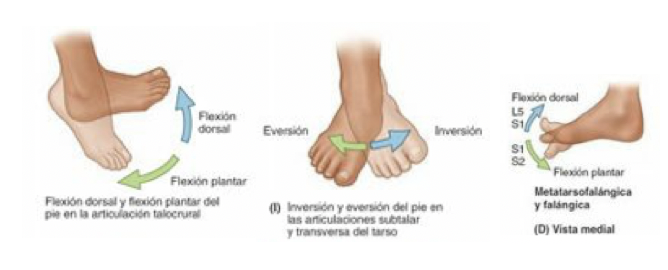 Flexión
dorsal
Flexión plantar
Flexión dorsal y flexión plantar del
pie en la articulación talocrural
Eversión
Inversión
(I) Inversión y eversión del pie en
las articulaciones subtalar
y transversa del tarso
Flexión dorsal
L5
S1
S1
S2
Flexión plantar
Metatarsofalángica
y falángica
(D) Vista medial